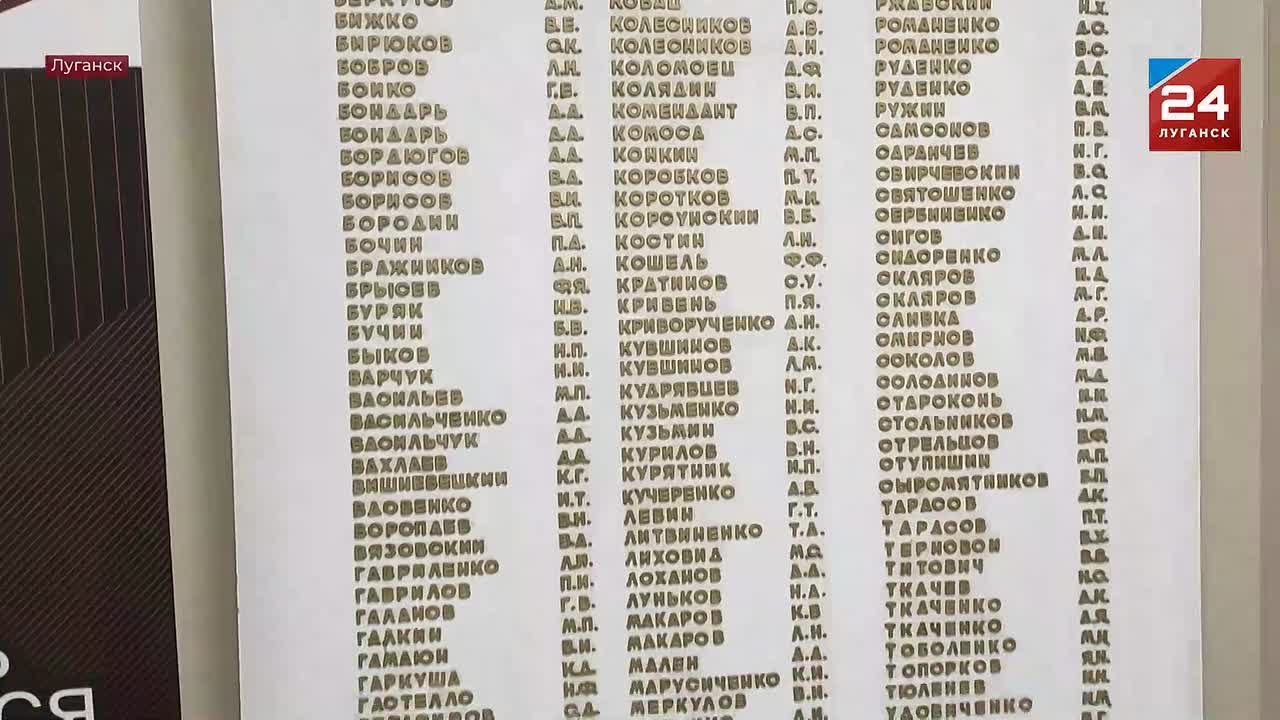 Луганск
24
ЛУГАНСК
БЕРКУТОВ А.М.
БИЖКО В.Е.
БИРЮКОВ О.К.
БОБРОВ Л.Н.
БОЙКО Г.Е.
БОНДАРЬ А.А.
БОНДАРЬ А.А.
БОРДЮГОВ А.А.
БОРИСОВ В.А.
БОРИСОВ В.И.
БОРОДИН В.П.
БОЧИН П.А.
БРАЖНИКОВ А.Н.
БРЫСЕВ Ф.Я.
БУРЯК Н.В.
БУЧИН Б.В.
БЫКОВ Н.П.
ВАРЧУК Н.И.
ВАСИЛЬЕВ М.П.
ВАСИЛЬЧЕНКО А.А.
ВАСИЛЬЧУК А.А.
ВАХЛАЕВ А.А.
ВИШНЕВЕЦКИЙ К.Г.
ВДОВЕНКО И.Т.
ВОРОПАЕВ В.Н.
ВЯЗОВСКИЙ В.А.
ГАВРИЛЕНКО Л.П.
ГАВРИЛОВ П.И.
ГАЛАНОВ Г.В.
ГАЛКИН М.П.
ГАМАЮН В.И.
ГАРКУША К.Д.
ГАСТЕЛЛО Н.Ф.
КОВАЦ П.С.
КОЛЕСНИКОВ А.В.
КОЛЕСНИКОВ А.Н.
КОЛОМОЕЦ А.Ф.
КОЛЯДИН В.И.
КОМЕНДАНТ В.П.
КОМОСА А.С.
КОНКИН М.П.
КОРОБКОВ П.Т.
КОРОТКОВ М.И.
КОРСУНСКИЙ В.Б.
КОСТИН Л.Н.
КОШЕЛЬ Ф.Ф.
КРАТИНОВ С.У.
КРИВЕНЬ П.Я.
КРИВОРУЧЕНКО А.Н.
КУВШИНОВ А.К.
КУВШИНОВ Л.М.
КУДРЯВЦЕВ Н.Г.
КУЗЬМЕНКО Н.И.
КУЗЬМИН В.С.
КУРИЛОВ В.Н.
КУРЯТНИК И.П.
КУЧЕРЕНКО А.В.
ЛЕВИН Г.Т.
ЛИТВИНЕНКО Т.А.
ЛИХОВИД М.С.
ЛОХАНОВ А.А.
ЛУНЬКОВ Н.А.
МАКАРОВ К.В
МАКАРОВ Л.Н.
МАЛЕН А.А.
МАРУСИЧЕНКО К.И.
МЕРКУЛОВ В.И.
РЖАВСКИЙ Н.Х.
РОМАНЕНКО А.С.
РОМАНЕНКО В.С.
РУДЕНКО А.А.
РУДЕНКО А.Е.
РУЖИН В.М.
САМСОНОВ П.В.
САРАНЧЕВ Н.Г.
СВИРЧЕВСКИЙ В.О.
СВЯТОШЕНКО Л.С.
СЕРБИНЕНКО Н.И.
СИГОВ Д.И.
СИДОРЕНКО М.Л.
СКЛЯРОВ И.Д.
СКЛЯРОВ М.Г.
СЛИВКА А.Р.
СМИРНОВ Н.Ф.
СОКОЛОВ М.В.
СОЛОДИЛОВ М.Д.
СТАРОКОНЬ И.И.
СТОЛЬНИКОВ Н.М.
СТРЕЛЬЦОВ В.Ф.
СТУПИШИН М.П.
СЫРОМЯТНИКОВ В.П.
ТАРАСОВ А.К.
ТАРАСОВ П.Т.
ТЕРНОВОЙ В.Х.
ТИТОВИЧ В.В.
ТКАЧЕВ Н.О.
ТКАЧЕНКО А.К.
ТКАЧЕНКО А.Я.
ТОБОЛЕНКО М.Н.
ТОПОРКОВ Я.Н.
ТЮЛЕНЕВ И.Н.
УДОВИЧЕНКО Н.М.